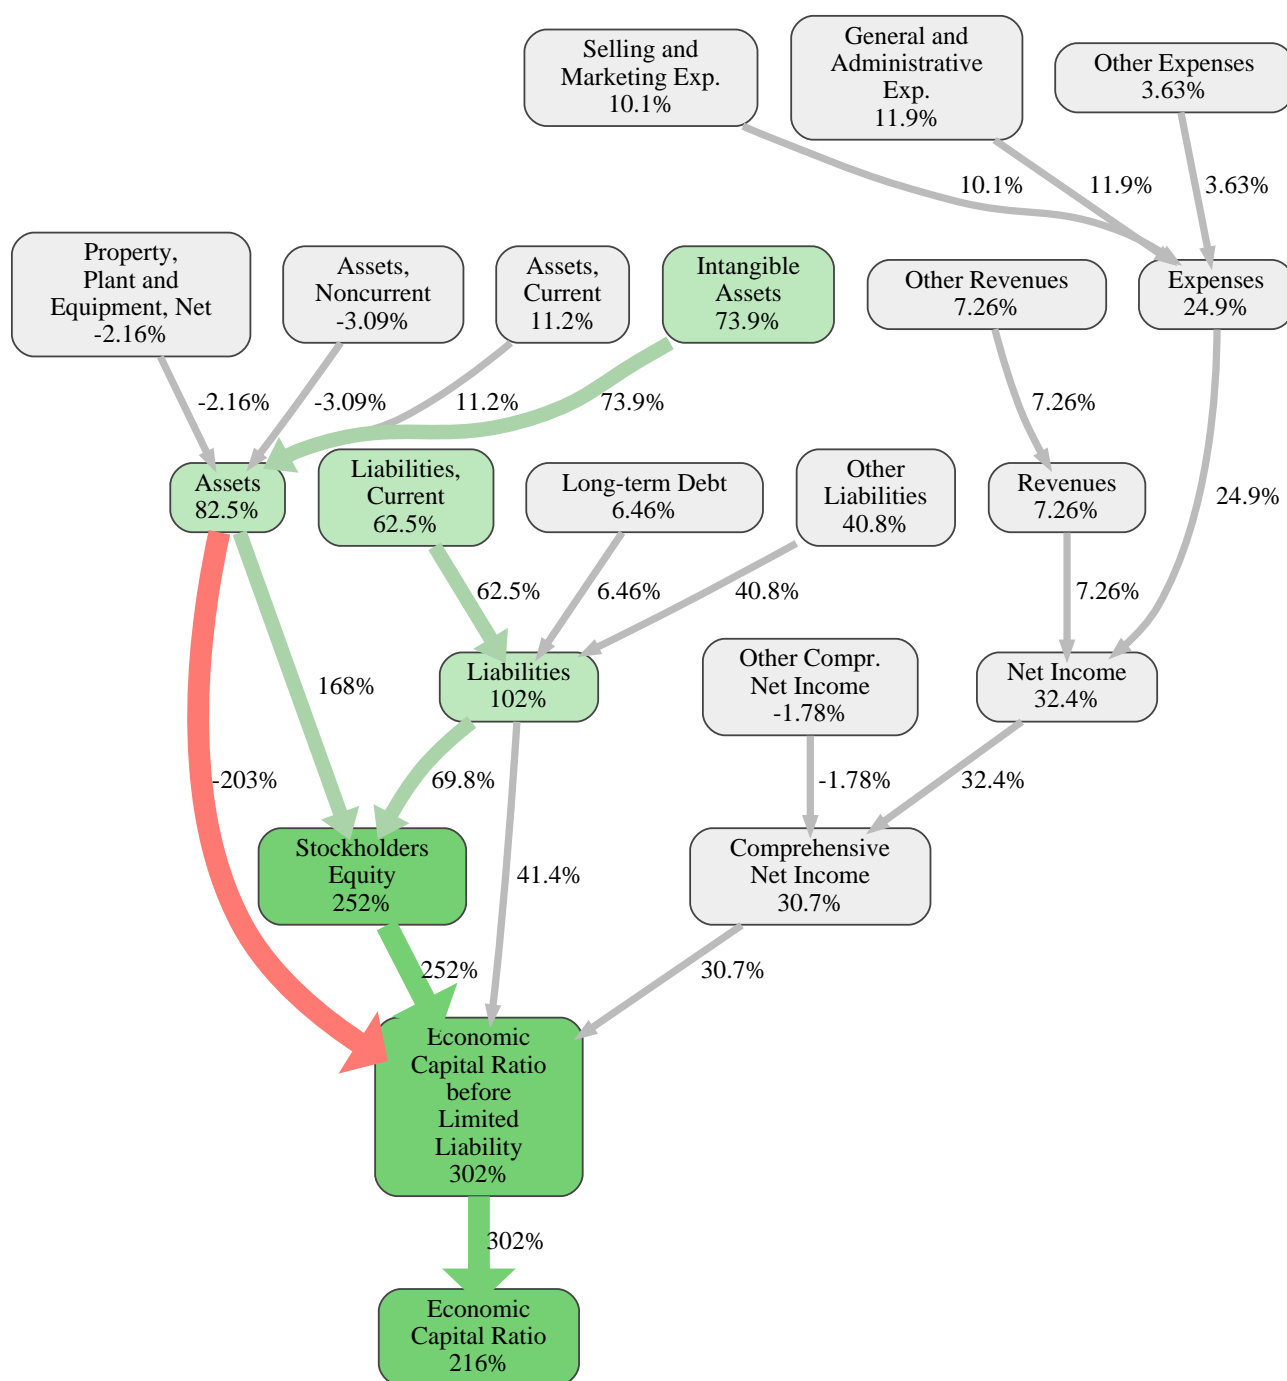 Selling and
Marketing Exp.
10.1%
General and
Administrative
Exp.
11.9%
Other Expenses
3.63%
10.1%
11.9%
3.63%
Property,
Plant and
Equipment, Net
-2.16%
Assets,
Noncurrent
-3.09%
Assets,
Current
11.2%
Intangible
Assets
73.9%
Other Revenues
7.26%
Expenses
24.9%
-2.16%
-3.09%
11.2%
73.9%
7.26%
24.9%
Assets
82.5%
Liabilities,
Current
62.5%
Long-term Debt
6.46%
Other
Liabilities
40.8%
Revenues
7.26%
62.5%
6.46%
40.8%
7.26%
168%
Liabilities
102%
Other Compr.
Net Income
-1.78%
Net Income
32.4%
-203%
69.8%
-1.78%
32.4%
Stockholders
Equity
252%
41.4%
Comprehensive
Net Income
30.7%
252%
30.7%
Economic
Capital Ratio
before
Limited
Liability
302%
302%
Economic
Capital Ratio
216%